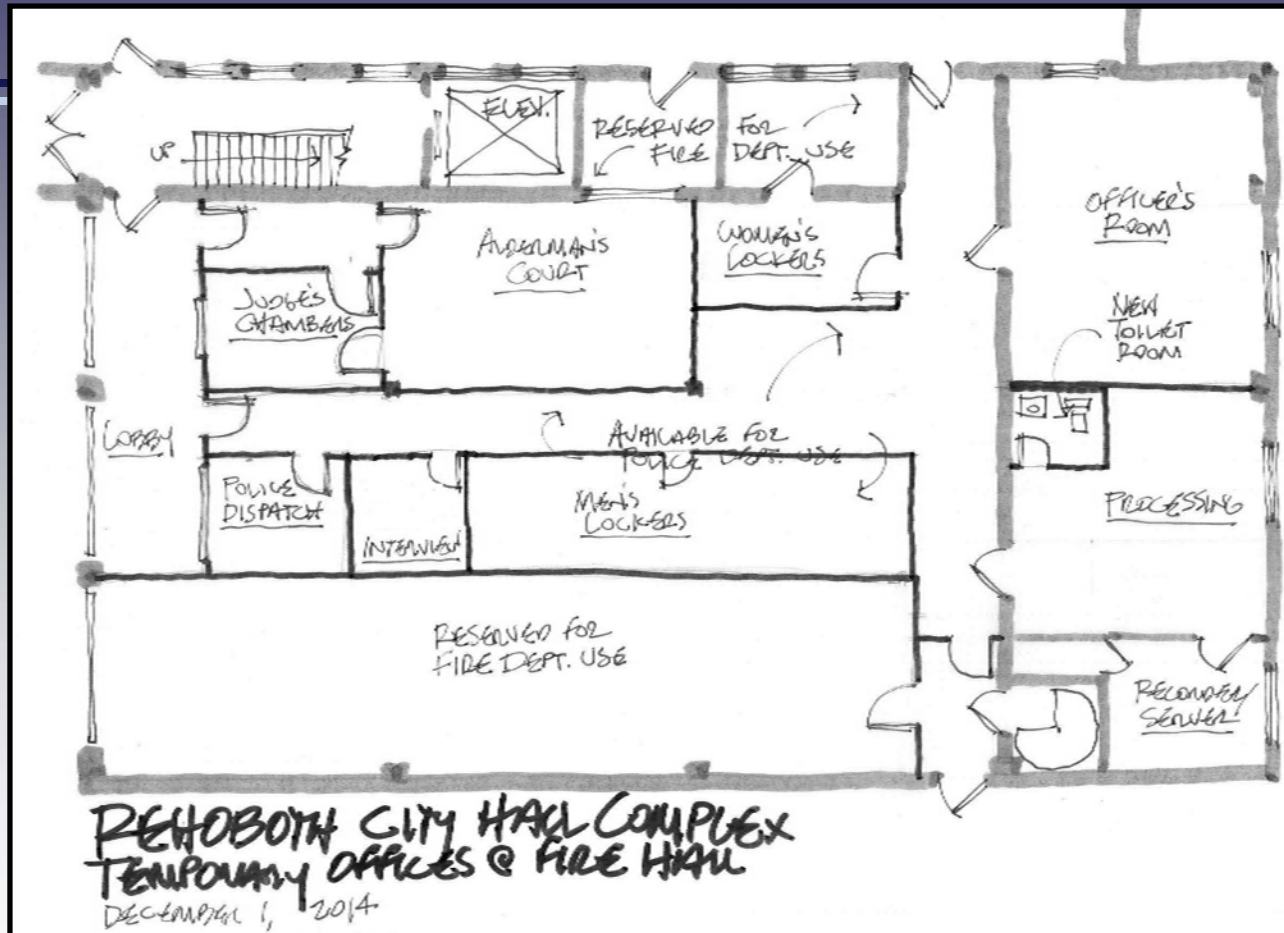 ELEV.
UP
RESERVED
FIRE
FOR
DEPT. USE
OFFICER'S
ROOM
ALDERMAN'S
COURT
WOMEN'S
LOCKERS
JUDGE'S
CHAMBERS
NEW
TOILET
ROOM
LOBBY
AVAILABLE FOR
POLICE DEPT. USE
POLICE
DISPATCH
INTERVIEW
MEN'S
LOCKERS
PROCESSING
RESERVED FOR
FIRE DEPT. USE
RECORDS/
SERVER
REHOBOTH CITY HALL COMPLEX
TEMPORARY OFFICES @ FIRE HALL
DECEMBER 1, 2014